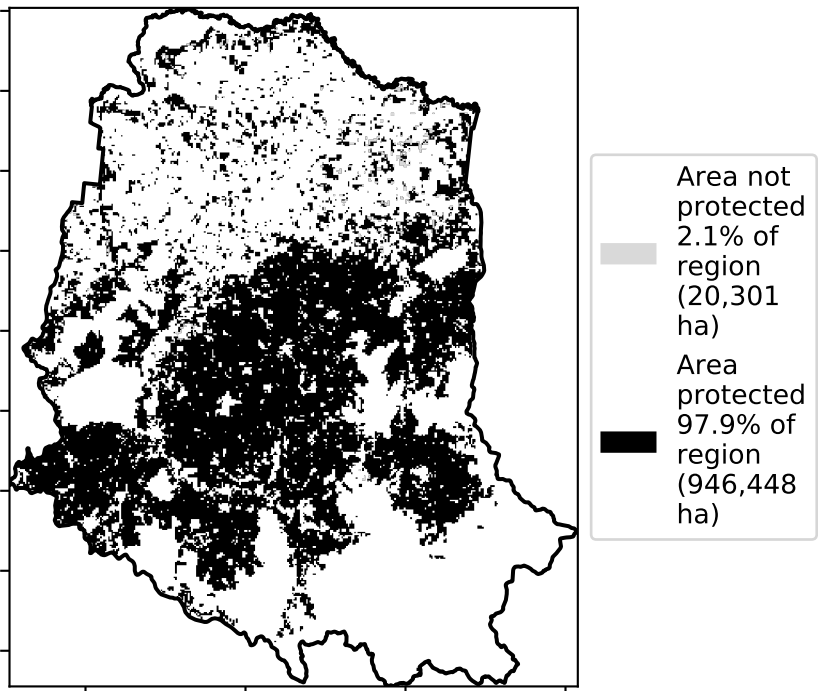 Area not
protected
2.1% of
region
(20,301
ha)
Area
protected
97.9% of
region
(946,448
ha)